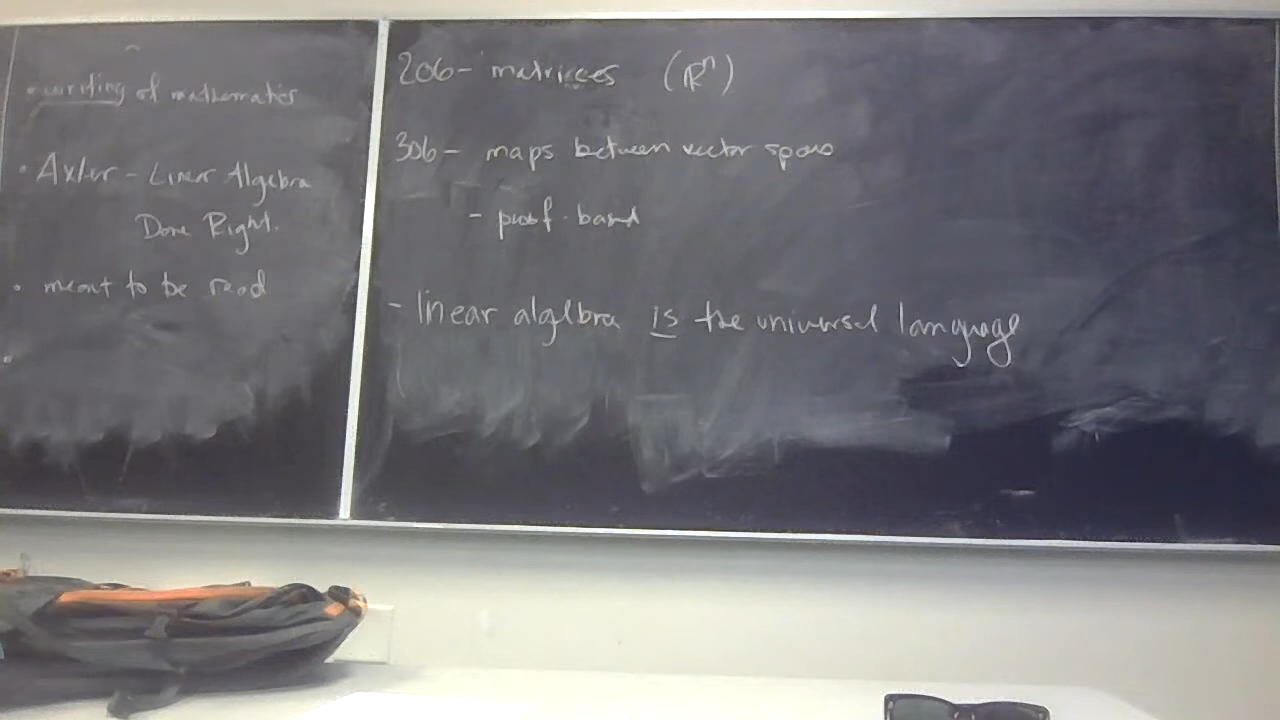 • writing of mathematics
• Axler - Linear Algebra
Done Right.
• meant to be read
206 - matrices (ℝⁿ)
306 - maps between vector spaces
- proof-based
- linear algebra is the universal language